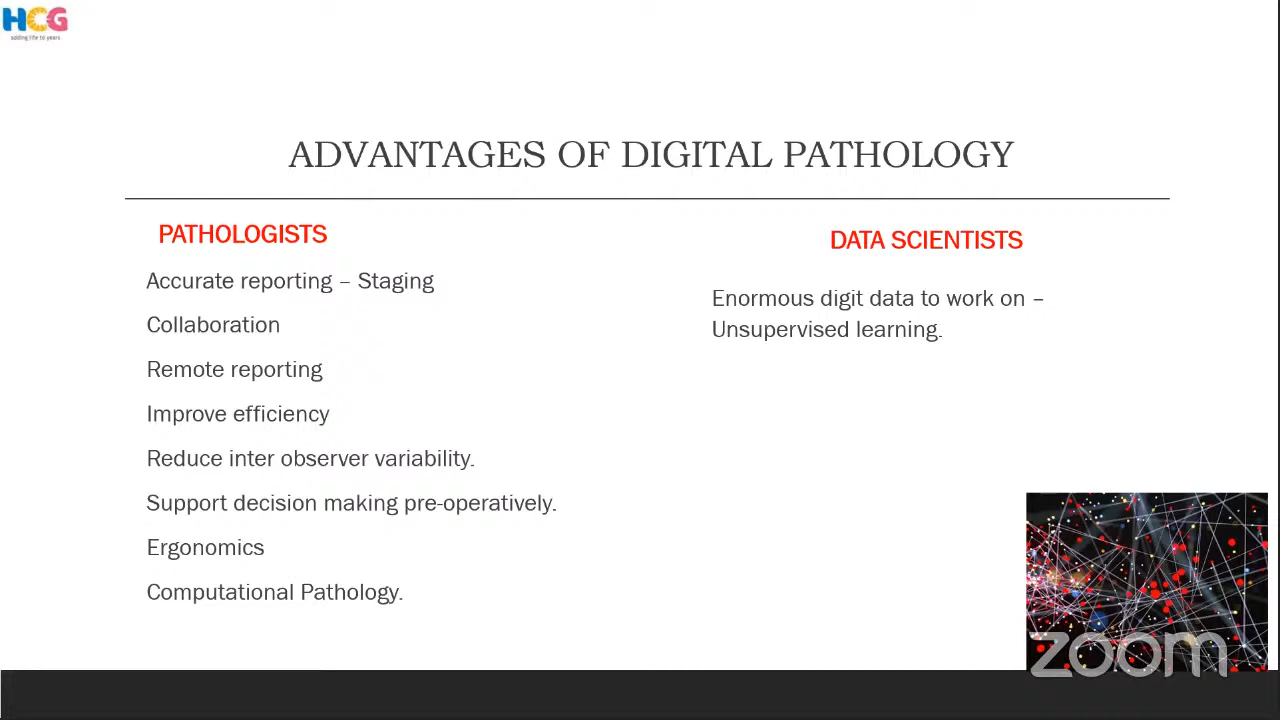 HCG
adding life to years
ADVANTAGES OF DIGITAL PATHOLOGY
PATHOLOGISTS
Accurate reporting – Staging
Collaboration
Remote reporting
Improve efficiency
Reduce inter observer variability.
Support decision making pre-operatively.
Ergonomics
Computational Pathology.
DATA SCIENTISTS
Enormous digit data to work on –
Unsupervised learning.
zoom